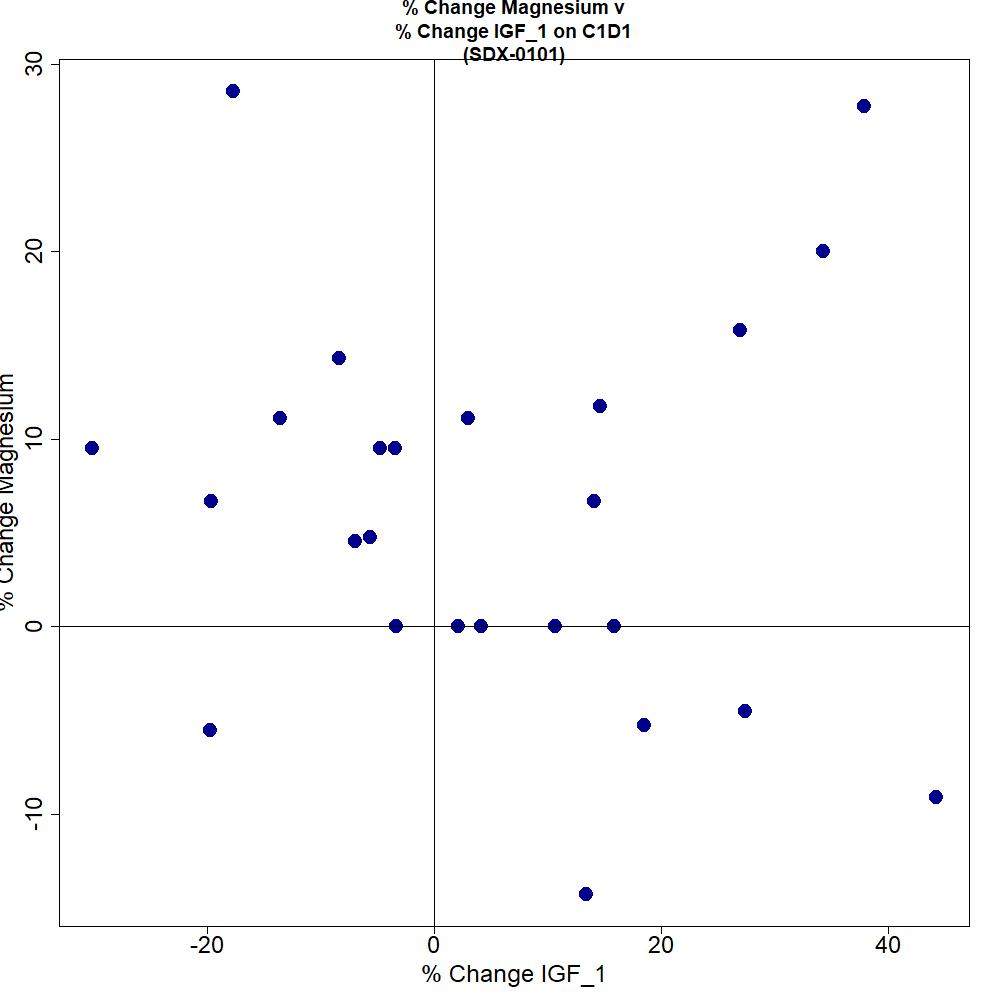 % Change Magnesium v
% Change IGF_1 on C1D1
(SDX-0101)
30
20
10
0
-10
% Change Magnesium
-20
0
20
40
% Change IGF_1